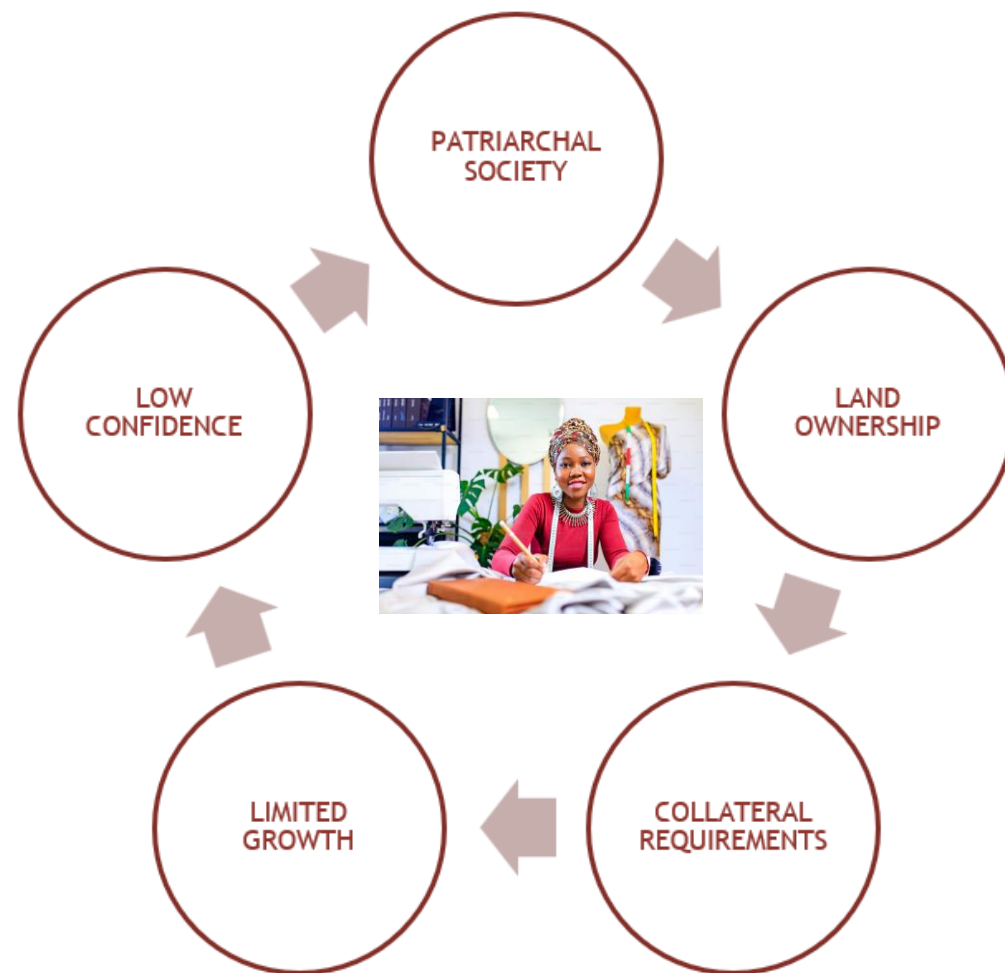 PATRIARCHAL
SOCIETY
LAND
OWNERSHIP
COLLATERAL
REQUIREMENTS
LIMITED
GROWTH
LOW
CONFIDENCE